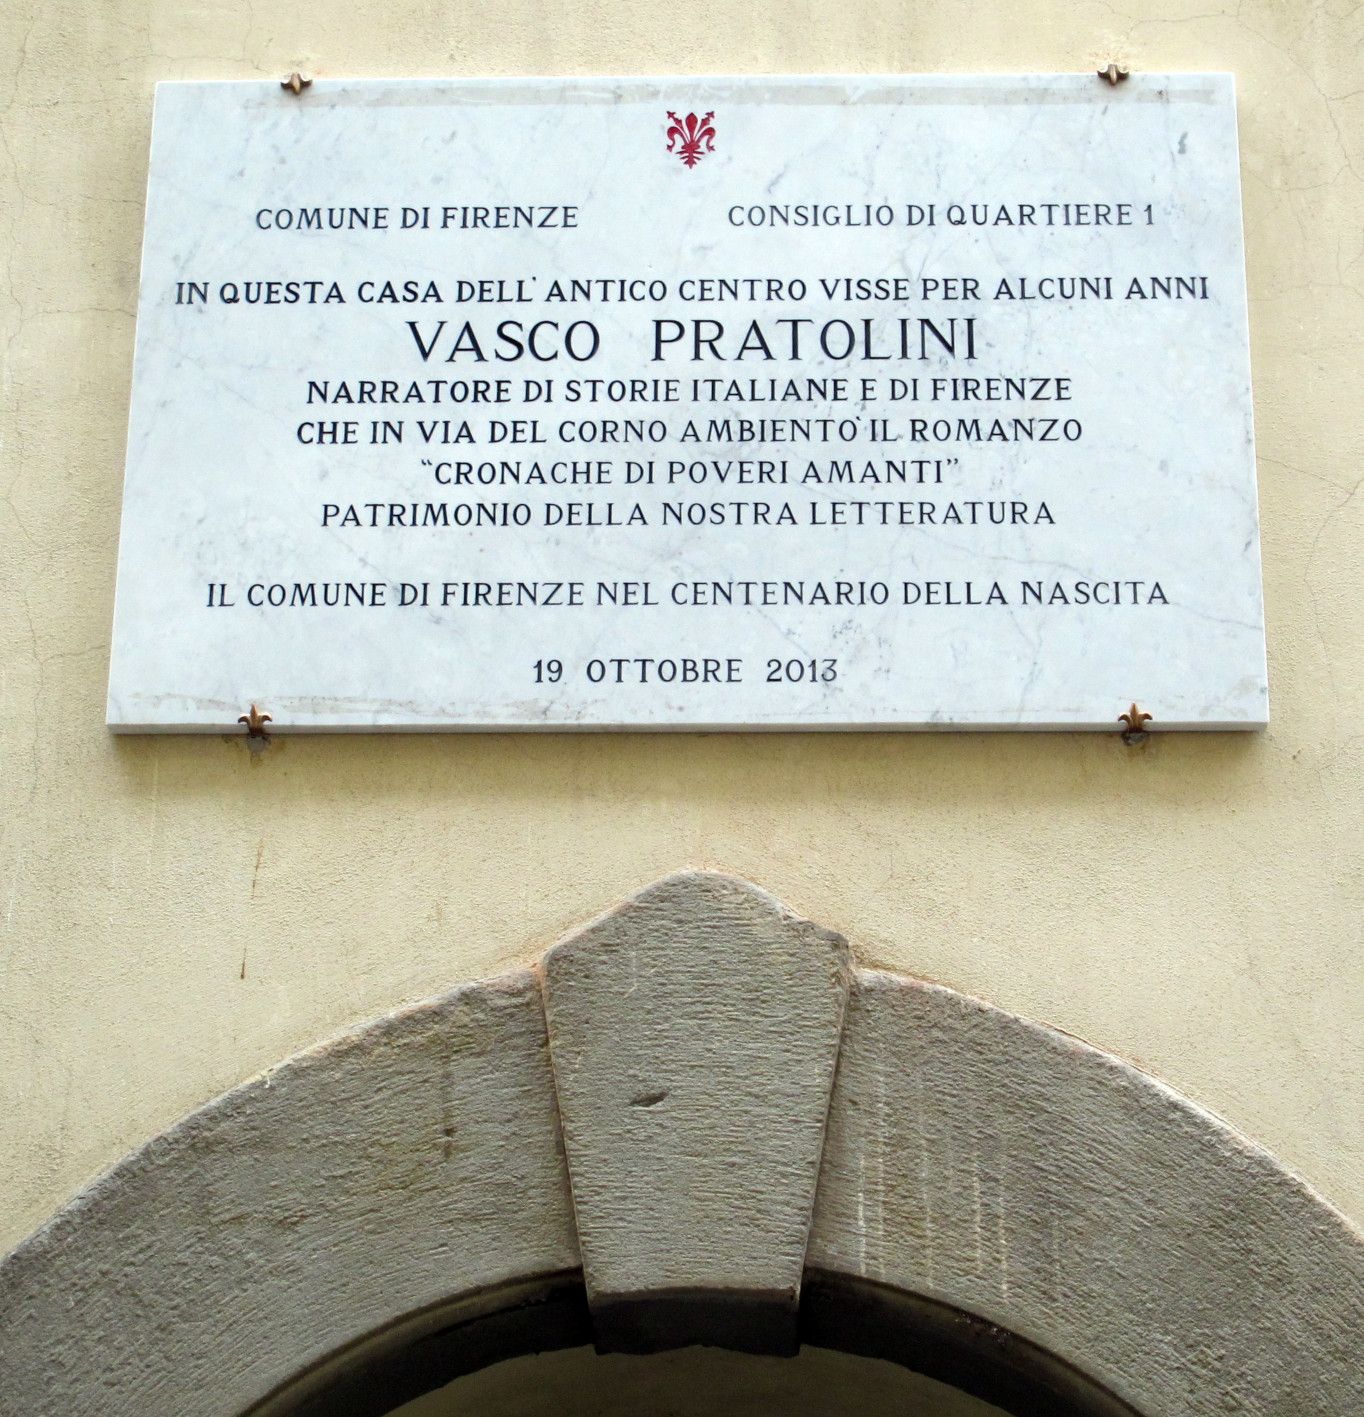 COMUNE DI FIRENZE CONSIGLIO DI QUARTIERE 1
IN QUESTA CASA DELL'ANTICO CENTRO VISSE PER ALCUNI ANNI
VASCO PRATOLINI
NARRATORE DI STORIE ITALIANE E DI FIRENZE
CHE IN VIA DEL CORNO AMBIENTO` IL ROMANZO
“CRONACHE DI POVERI AMANTI”
PATRIMONIO DELLA NOSTRA LETTERATURA
IL COMUNE DI FIRENZE NEL CENTENARIO DELLA NASCITA
19 OTTOBRE 2013